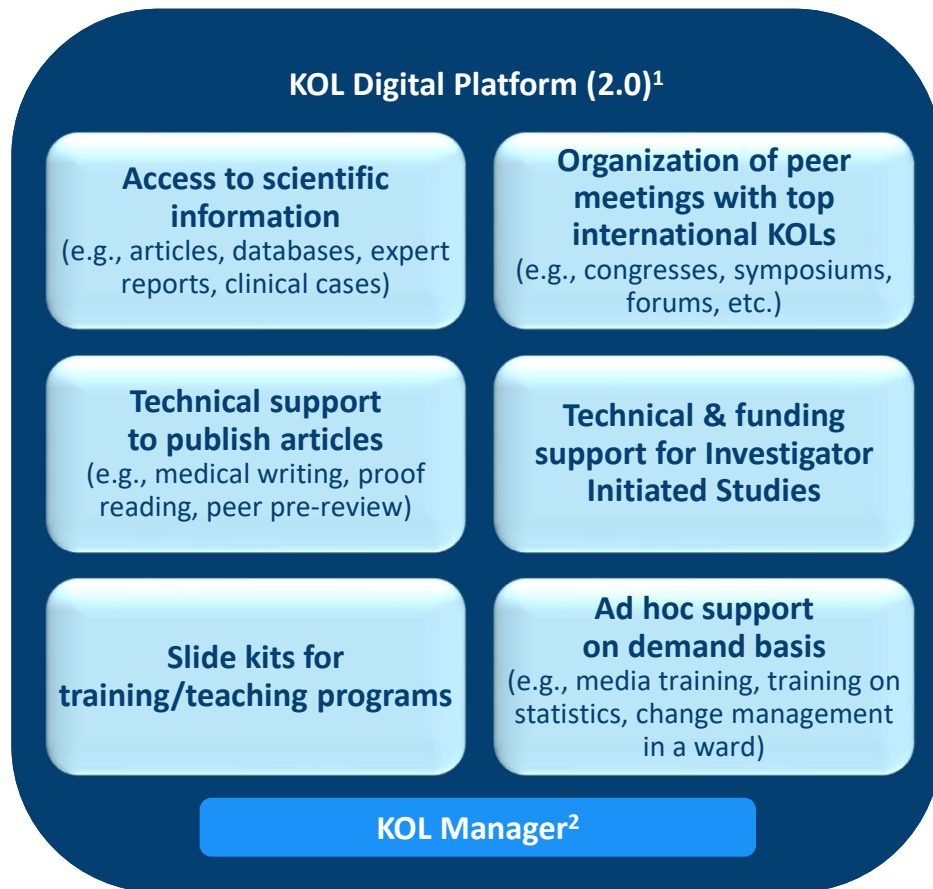 KOL Digital Platform (2.0)¹
Access to scientific
information
(e.g., articles, databases, expert
reports, clinical cases)
Organization of peer
meetings with top
international KOLs
(e.g., congresses, symposiums,
forums, etc.)
Technical support
to publish articles
(e.g., medical writing, proof
reading, peer pre-review)
Technical & funding
support for Investigator
Initiated Studies
Slide kits for
training/teaching programs
Ad hoc support
on demand basis
(e.g., media training, training on
statistics, change management
in a ward)
KOL Manager²